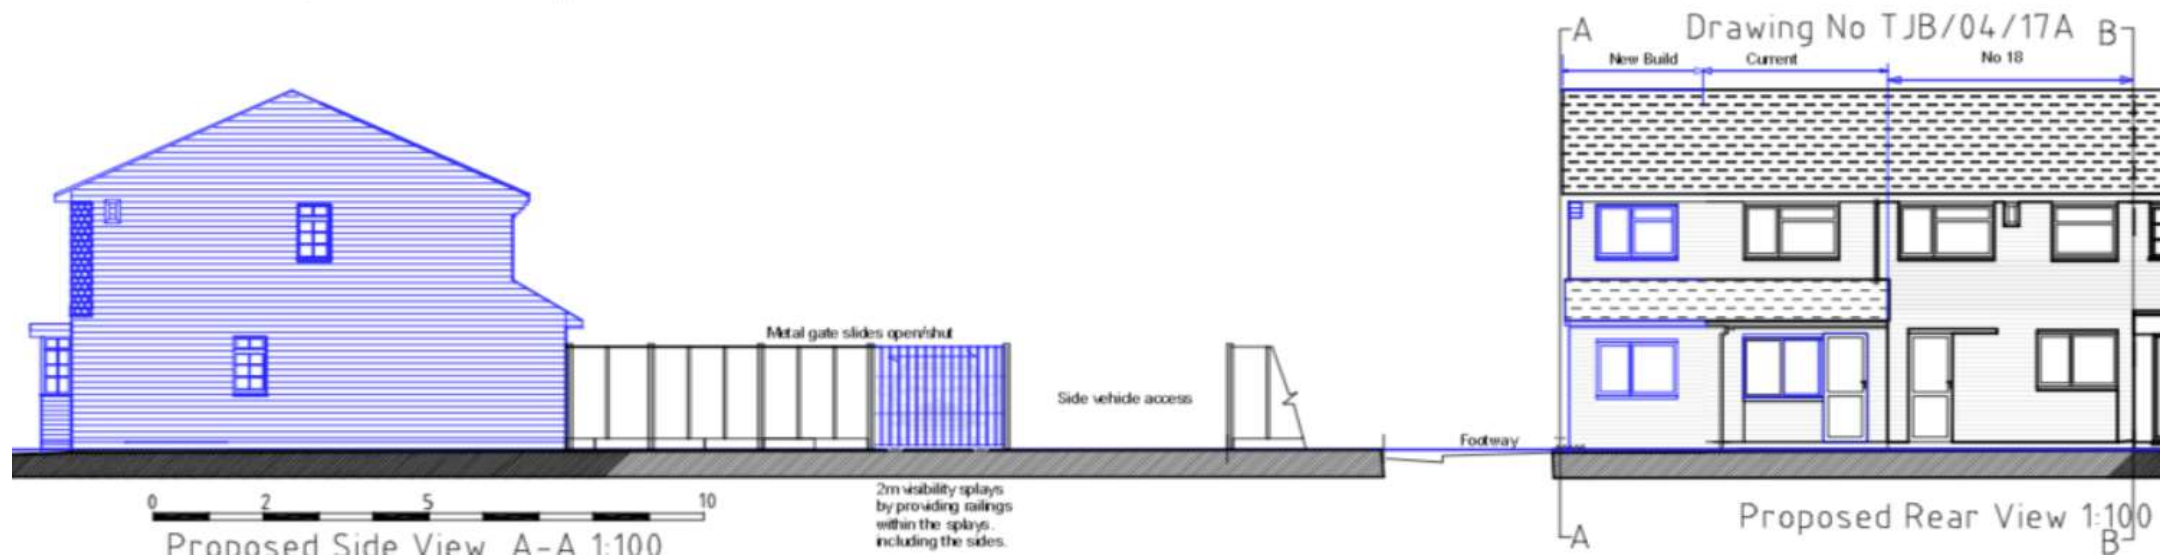 A
Drawing No TJB/04/17A
B
New Build
Current
No 18
Metal gate slides open/shut
Side vehicle access
Footway
0 2 5 10
2m visibility splays
by providing railings
within the splays.
including the sides.
Proposed Side View A-A 1:100
A
Proposed Rear View 1:100
B